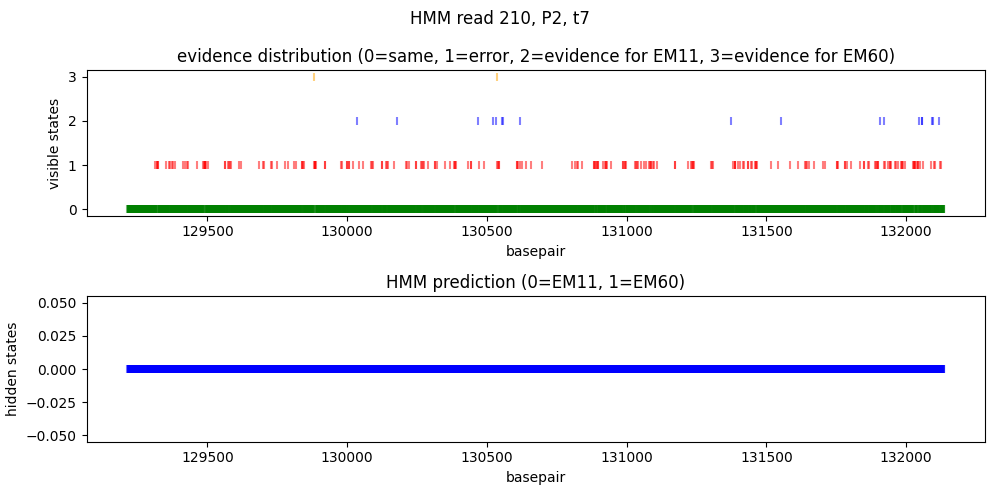 HMM read 210, P2, t7
evidence distribution (0=same, 1=error, 2=evidence for EM11, 3=evidence for EM60)
visible states
3
2
1
0
129500 130000 130500 131000 131500 132000
basepair
HMM prediction (0=EM11, 1=EM60)
hidden states
0.050
0.025
0.000
−0.025
−0.050
129500 130000 130500 131000 131500 132000
basepair